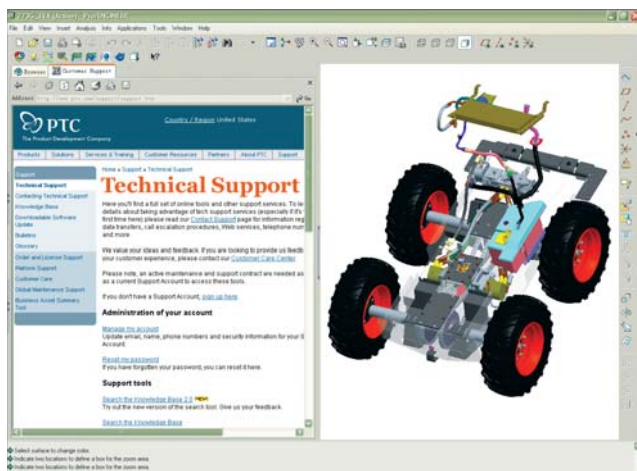 File Edit View Insert Analysis Info Applications Tools Window Help
Browser Customer Support
PTC
Country / Region United States
The Product Development Company
Products Solutions Services & Training Customer Resources Partners About PTC Support
Support
Technical Support
Contacting Technical Support
Knowledge Base
Downloadable Software
Update
Bulletins
Glossary
Order and License Support
Platform Support
Customer Care
Global Maintenance Support
Business Asset Summary
Tool
Home ▸ Support ▸ Technical Support
Technical Support
Here you'll find a full set of online tools and other support services. To le
details about taking advantage of tech support services (especially if it's
first time here) please read our Contact Support page for information reg
data transfers, call escalation procedures, Web services, telephone num
and more.
We value your ideas and feedback. If you are looking to provide us feedb
your customer experience, please contact our Customer Care Center.
Please note, an active maintenance and support contract are needed as
as a current Support Account to access these tools.
If you don't have a Support Account, sign up here.
Administration of your account
Manage my account
Update email, name, phone numbers and security information for your S
Account.
Reset my password
If you have forgotten your password, you can reset it here.
Support tools
Search the Knowledge Base 2.0 NEW!
Try out the new version of the search tool. Give us your feedback.
Search the Knowledge Base
Select surface to change color.
Indicate two locations to define a box for the zoom area.
Indicate two locations to define a box for the zoom area.